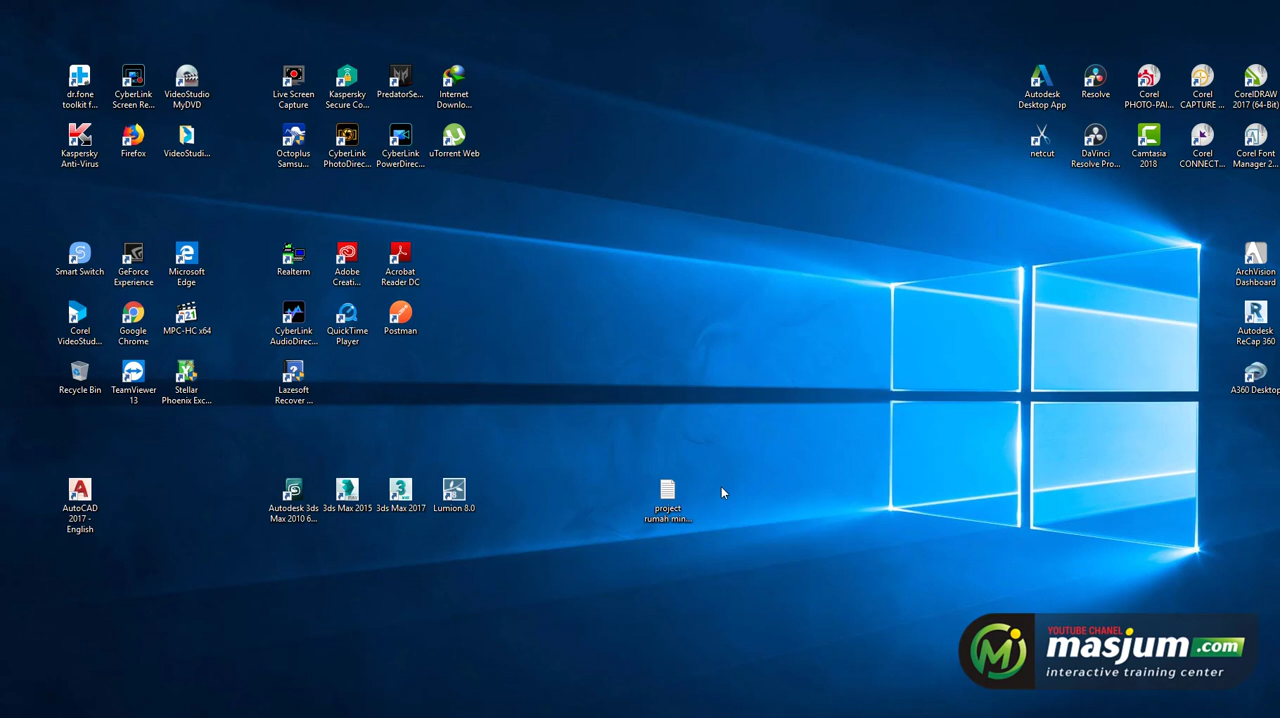 dr.fone
toolkit f...
CyberLink
Screen Re...
VideoStudio
MyDVD
Live Screen
Capture
Kaspersky
Secure Co...
PredatorSe...
Internet
Downlo...
Autodesk
Desktop App
Resolve
Corel
PHOTO-PAI...
Corel
CAPTURE ...
CorelDRAW
2017 (64-Bit)
Kaspersky
Anti-Virus
Firefox
VideoStudi...
Octoplus
Samsu...
CyberLink
PhotoDirec...
CyberLink
PowerDirec...
uTorrent Web
netcut
DaVinci
Resolve Pro...
Camtasia
2018
Corel
CONNECT...
Corel Font
Manager 2...
Smart Switch
GeForce
Experience
Microsoft
Edge
Realterm
Adobe
Creati...
Acrobat
Reader DC
ArchVision
Dashboard
Corel
VideoStud...
Google
Chrome
MPC-HC x64
CyberLink
AudioDirec...
QuickTime
Player
Postman
Autodesk
ReCap 360
Recycle Bin
TeamViewer
13
Stellar
Phoenix Exc...
Lazesoft
Recover ...
A360 Desktop
AutoCAD
2017 -
English
Autodesk 3ds
Max 2010 6...
3ds Max 2015
3ds Max 2017
Lumion 8.0
project
rumah min...
YOUTUBE CHANEL
masjum.com
interactive training center